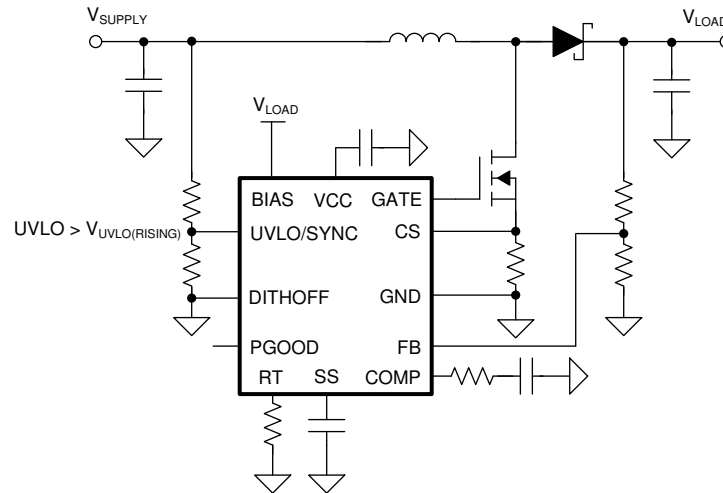 VSUPPLY
VLOAD
VLOAD
BIAS VCC GATE
UVLO > VUVLO(RISING)
UVLO/SYNC CS
DITHOFF GND
PGOOD FB
RT SS COMP